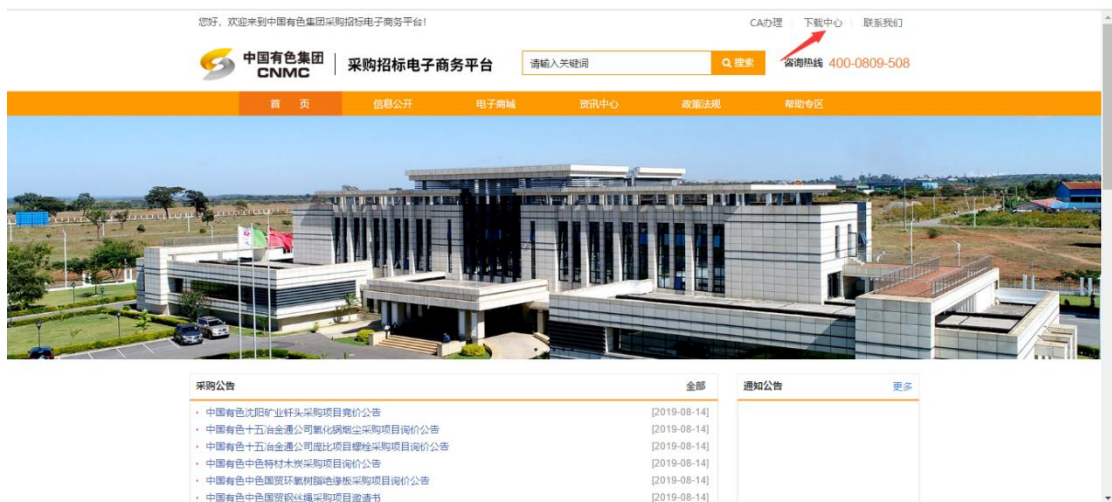 您好，欢迎来到中国有色集团采购招标电子商务平台！
CA办理 下载中心 联系我们
中国有色集团
CNMC
采购招标电子商务平台
请输入关键词
搜索
咨询热线 400-0809-508
首 页 信息公开 电子商城 资讯中心 政策法规 帮助专区
采购公告 全部
通知公告 更多
中国有色沈阳矿业钎头采购项目竞价公告 [2019-08-14]
中国有色十五冶金通公司氧化锅烟尘采购项目询价公告 [2019-08-14]
中国有色十五冶金通公司庞比项目螺栓采购项目询价公告 [2019-08-14]
中国有色中色特材木炭采购项目询价公告 [2019-08-14]
中国有色中色国贸环氧树脂绝缘板采购项目询价公告 [2019-08-14]
中国有色中色国贸钢丝绳采购项目邀请书 [2019-08-14]